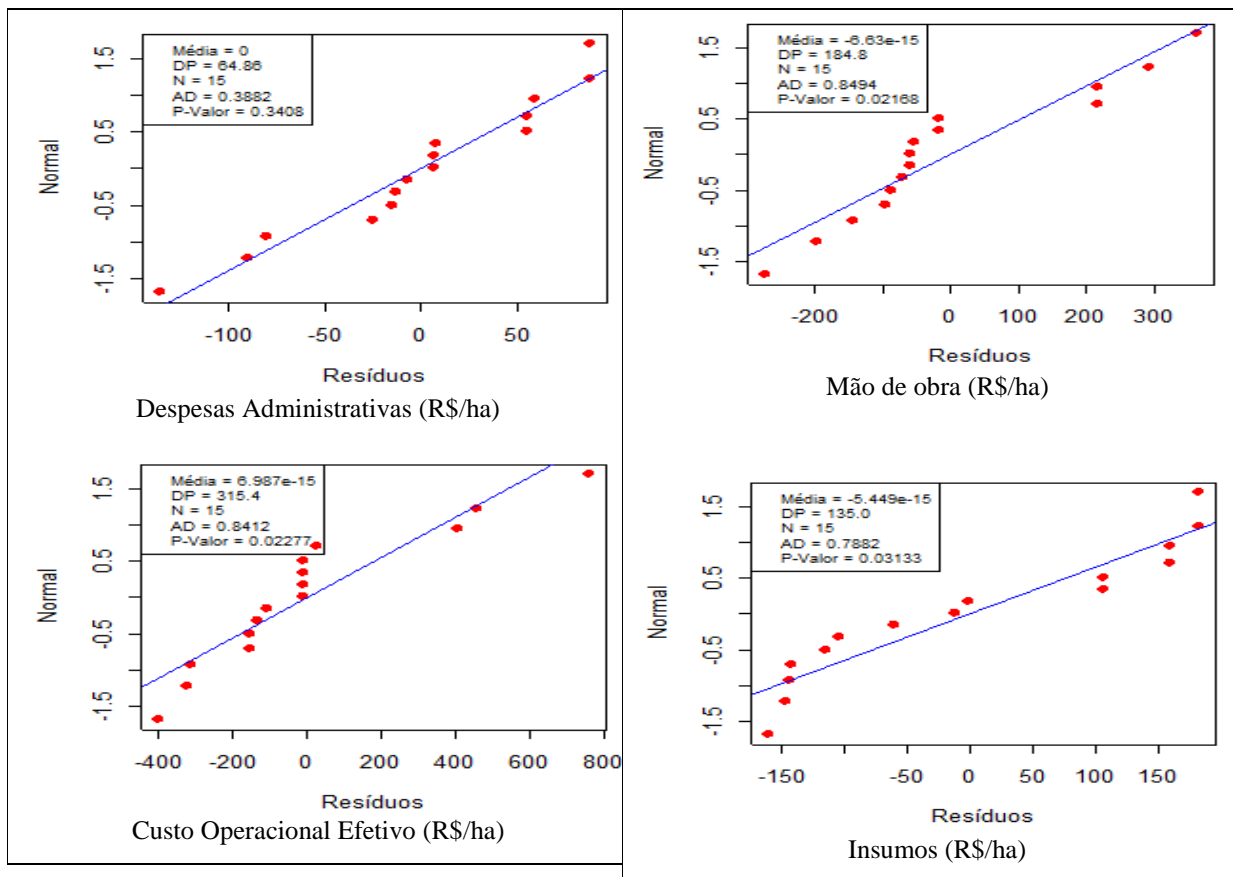 Média = 0
DP = 64.86
N = 15
AD = 0.3882
P-Valor = 0.3408
Normal
-1.5
-0.5
0.5
1.5
-100
-50
0
50
Resíduos
Despesas Administrativas (R$/ha)
Média = -6.63e-15
DP = 184.8
N = 15
AD = 0.8494
P-Valor = 0.02168
Normal
-1.5
-0.5
0.5
1.5
-200
0
100
200
300
Resíduos
Mão de obra (R$/ha)
Média = 6.987e-15
DP = 315.4
N = 15
AD = 0.8412
P-Valor = 0.02277
Normal
-1.5
-0.5
0.5
1.5
-400
-200
0
200
400
600
800
Resíduos
Custo Operacional Efetivo (R$/ha)
Média = -5.449e-15
DP = 135.0
N = 15
AD = 0.7882
P-Valor = 0.03133
Normal
-1.5
-0.5
0.5
1.5
-150
-50
0
50
100
150
Resíduos
Insumos (R$/ha)